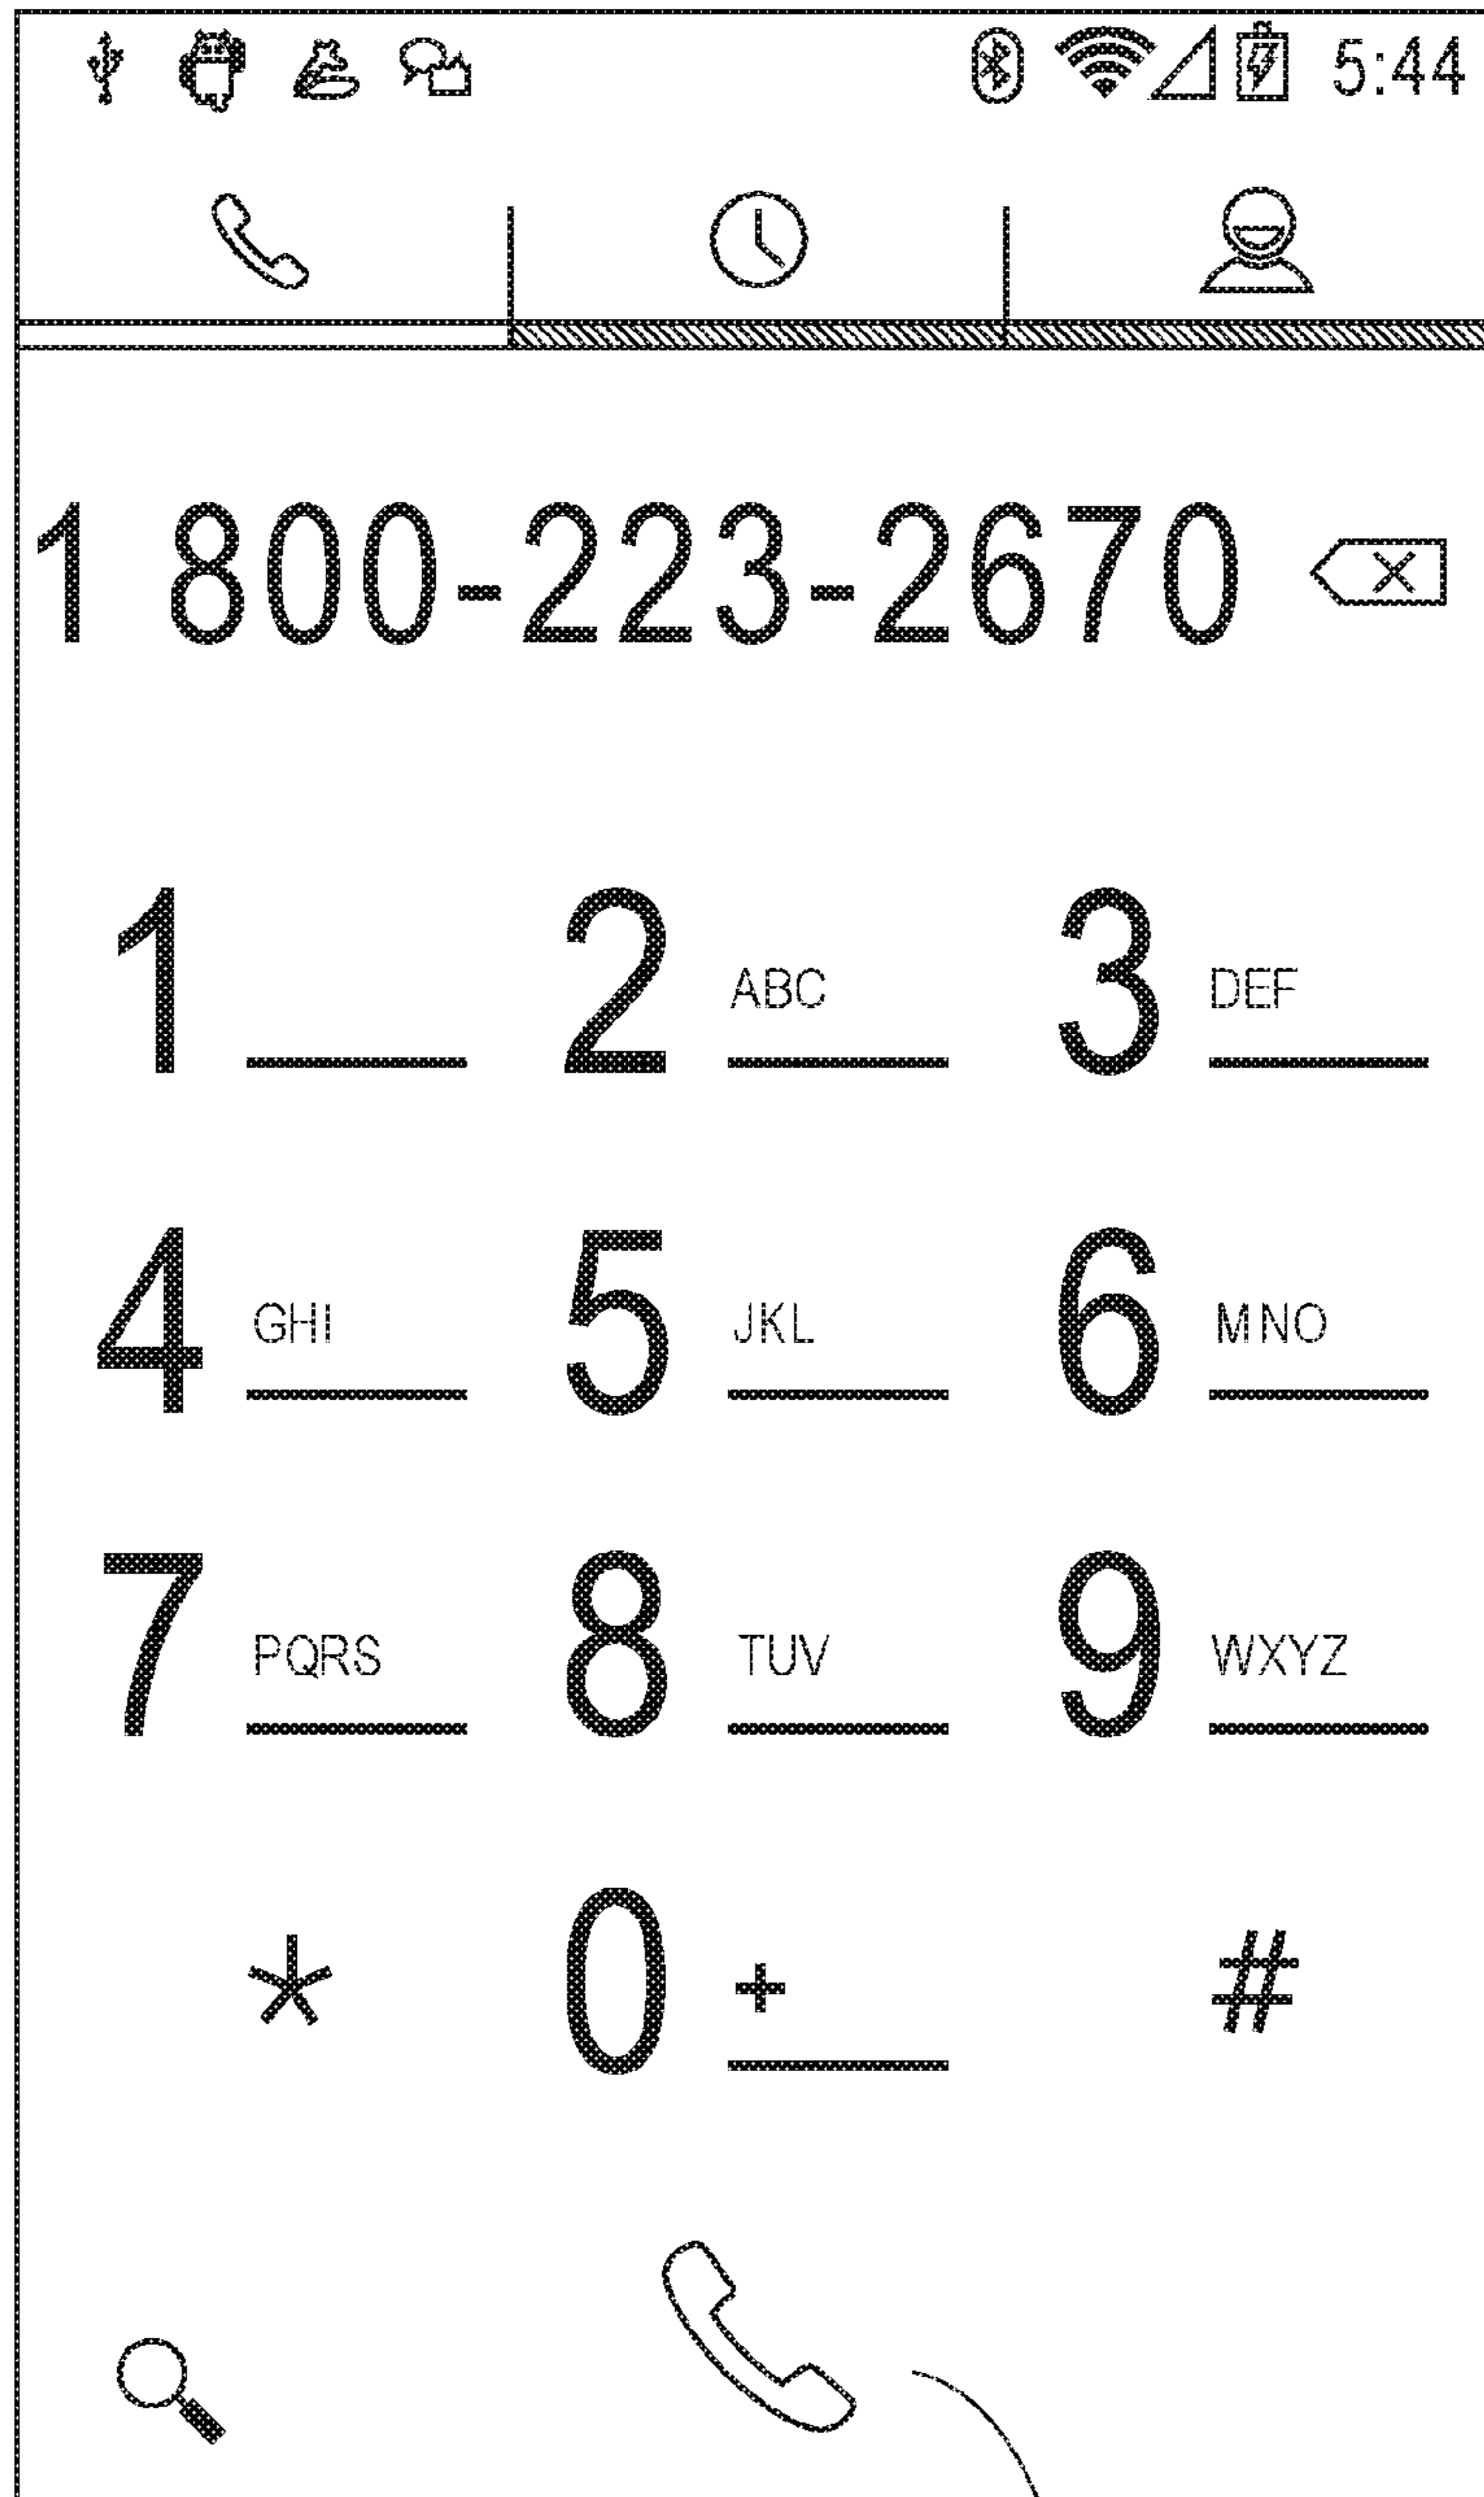 5:44
1 800-223-2670
1 2 ABC 3 DEF
4 GHI 5 JKL 6 MNO
7 PQRS 8 TUV 9 WXYZ
* 0 + #